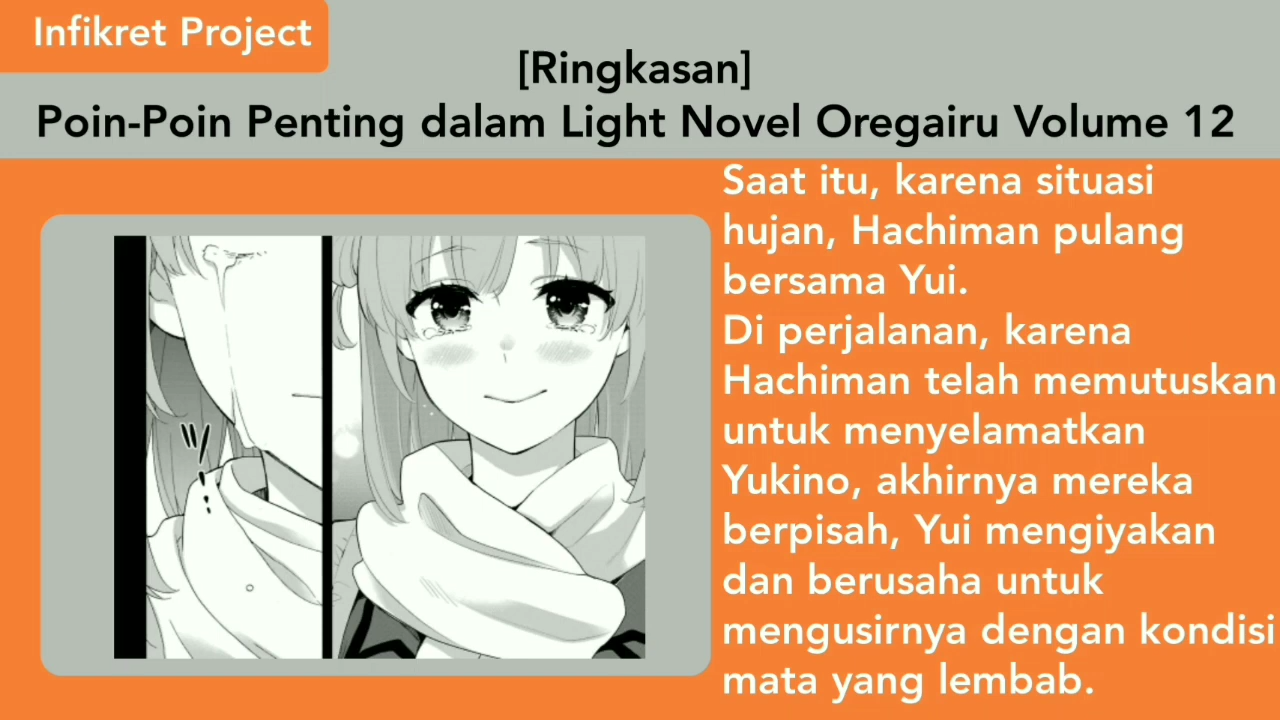 Infikret Project
[Ringkasan]
Poin-Poin Penting dalam Light Novel Oregairu Volume 12
Saat itu, karena situasi
hujan, Hachiman pulang
bersama Yui.
Di perjalanan, karena
Hachiman telah memutuskan
untuk menyelamatkan
Yukino, akhirnya mereka
berpisah, Yui mengiyakan
dan berusaha untuk
mengusirnya dengan kondisi
mata yang lembab.